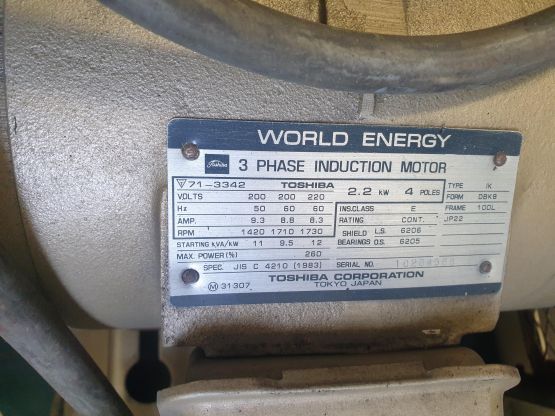 WORLD ENERGY
Toshiba 3 PHASE INDUCTION MOTOR
71-3342 TOSHIBA 2.2 KW 4 POLES TYPE IK
VOLTS 200 200 220 FORM DBK8
Hz 50 60 60 INS.CLASS E FRAME 100L
AMP. 9.3 8.8 8.3 RATING CONT. JP22
RPM 1420 1710 1730 SHIELD L.S. 6206
STARTING kVA/kW 11 9.5 12 BEARINGS O.S. 6205
MAX. POWER(%) 260
SPEC. JIS C 4210 (1983) SERIAL NO.
TOSHIBA CORPORATION
M 31307 TOKYO JAPAN